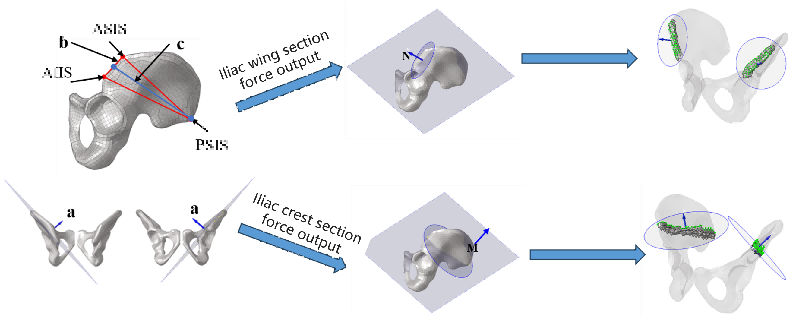 ASIS
b
c
AIIS
PSIS
Iliac wing section
force output
N
a
a
Iliac crest section
force output
M